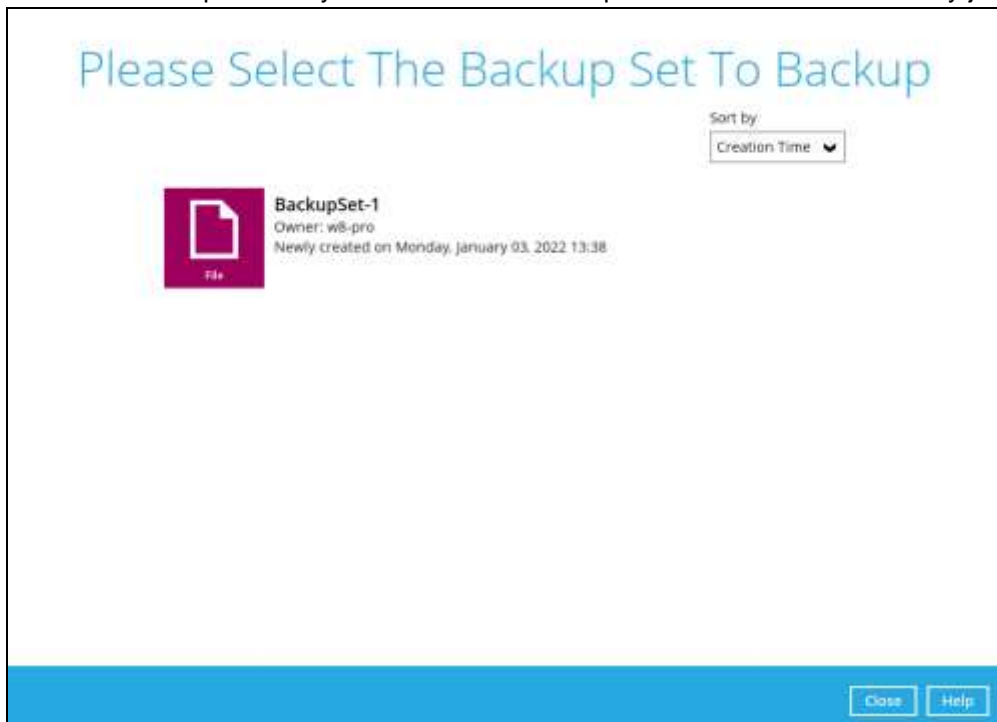 Please Select The Backup Set To Backup
Sort by
Creation Time
BackupSet-1
Owner: w8-pro
Newly created on Monday, January 03, 2022 13:38
File
Close
Help